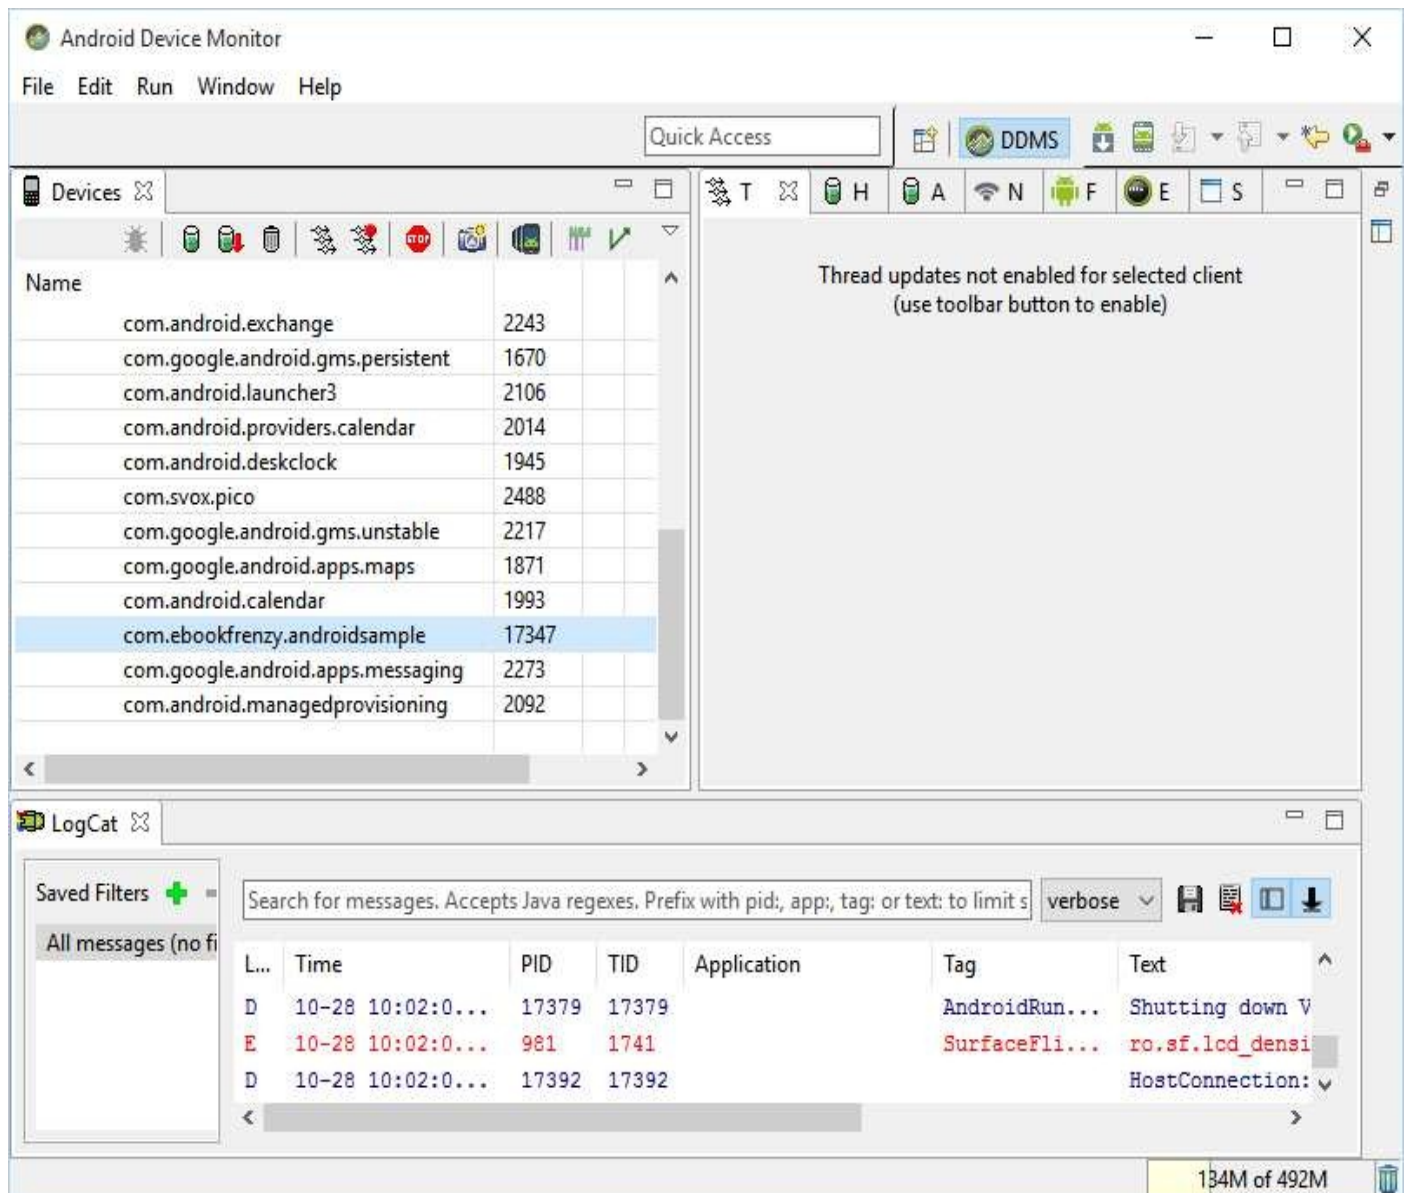 Android Device Monitor
File Edit Run Window Help
Quick Access DDMS
Devices T H A N F E S
STOP
Thread updates not enabled for selected client
(use toolbar button to enable)
Name
com.android.exchange 2243
com.google.android.gms.persistent 1670
com.android.launcher3 2106
com.android.providers.calendar 2014
com.android.deskclock 1945
com.svox.pico 2488
com.google.android.gms.unstable 2217
com.google.android.apps.maps 1871
com.android.calendar 1993
com.ebookfrenzy.androidsample 17347
com.google.android.apps.messaging 2273
com.android.managedprovisioning 2092
LogCat
Saved Filters
All messages (no fi
Search for messages. Accepts Java regexes. Prefix with pid:, app:, tag: or text: to limit s verbose
L... Time PID TID Application Tag Text
D 10-28 10:02:0... 17379 17379 AndroidRun... Shutting down V
E 10-28 10:02:0... 981 1741 SurfaceFli... ro.sf.lcd_densi
D 10-28 10:02:0... 17392 17392 HostConnection:
134M of 492M